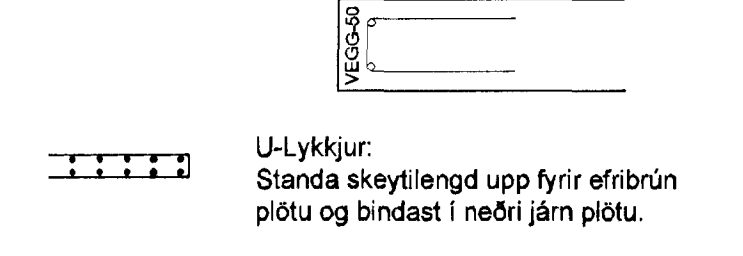 VEGG-50
U-Lykkjur:
Standa skeytilengd upp fyrir efribrún
plötu og bindast í neðri járn plötu.